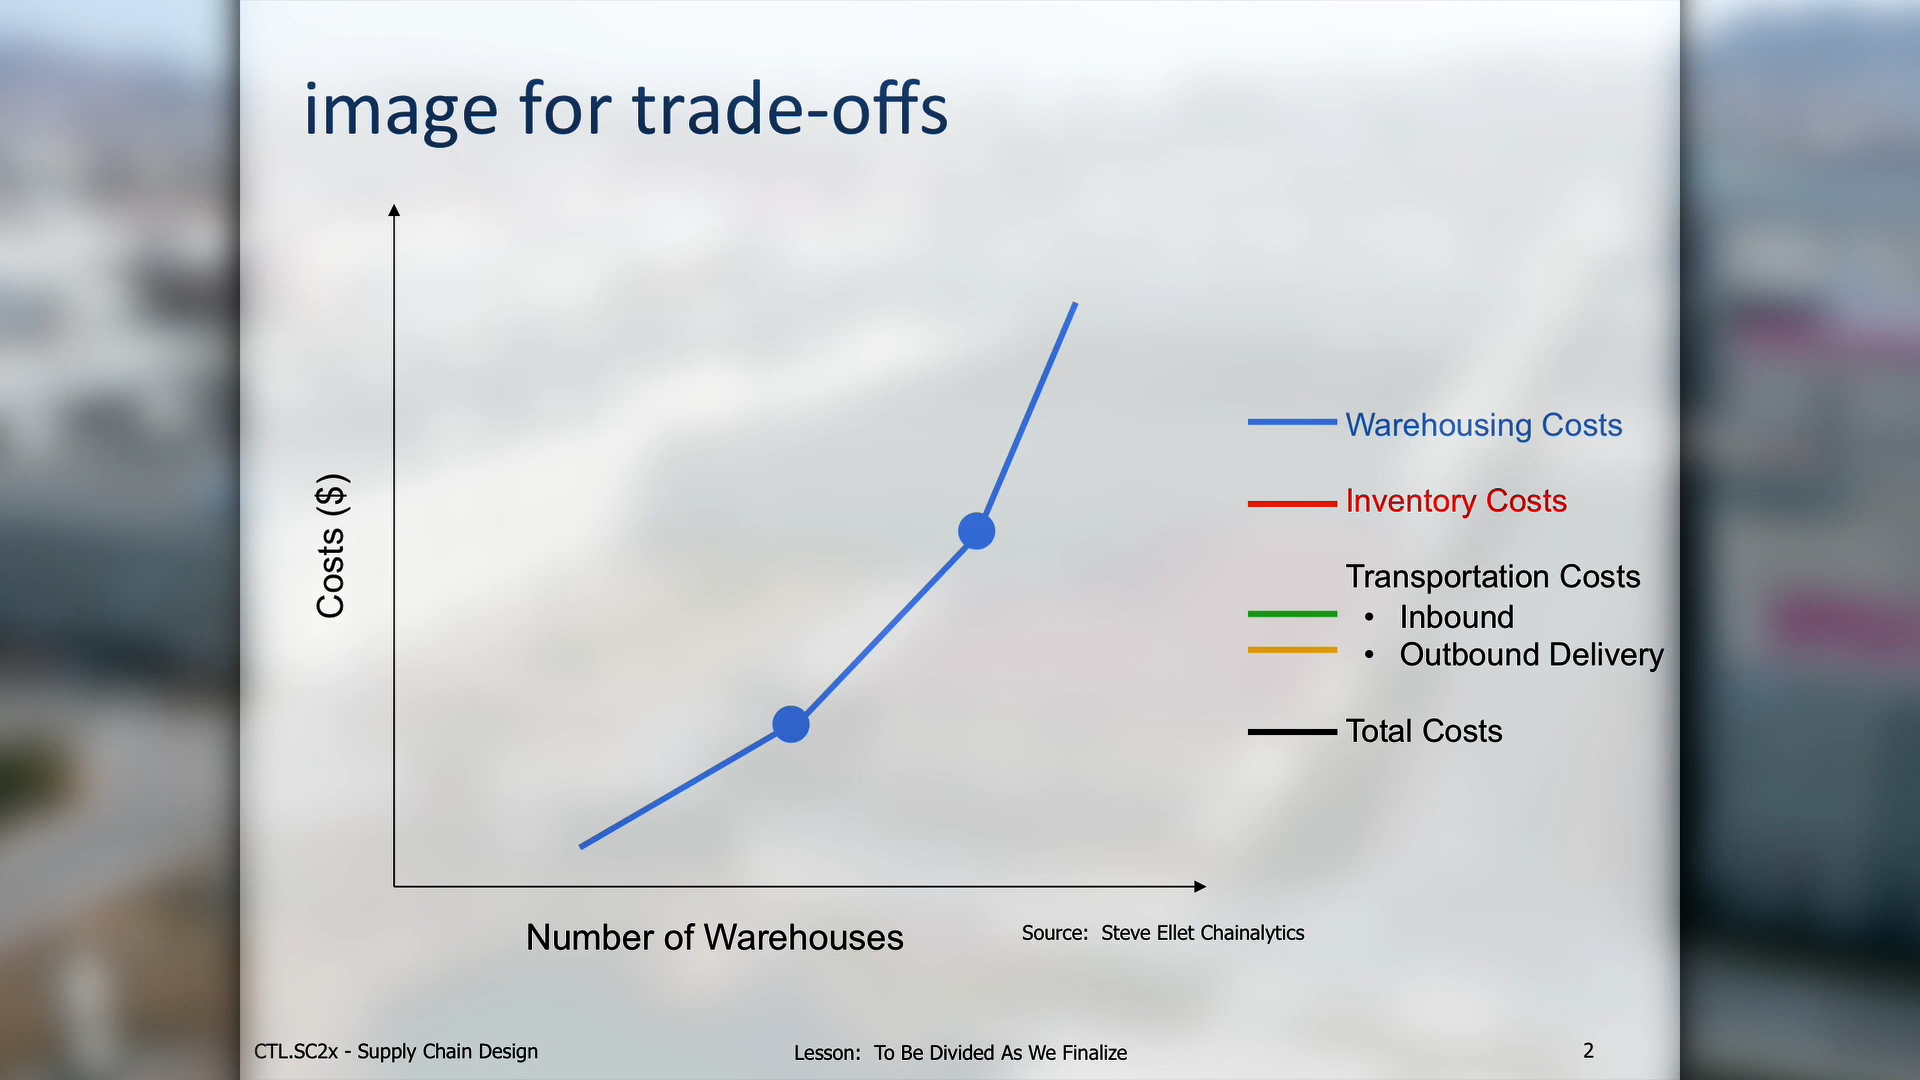 image for trade-offs
Costs ($)
Warehousing Costs
Inventory Costs
Transportation Costs
• Inbound
• Outbound Delivery
Total Costs
Number of Warehouses
Source: Steve Ellet Chainalytics
CTL.SC2x - Supply Chain Design
Lesson: To Be Divided As We Finalize
2